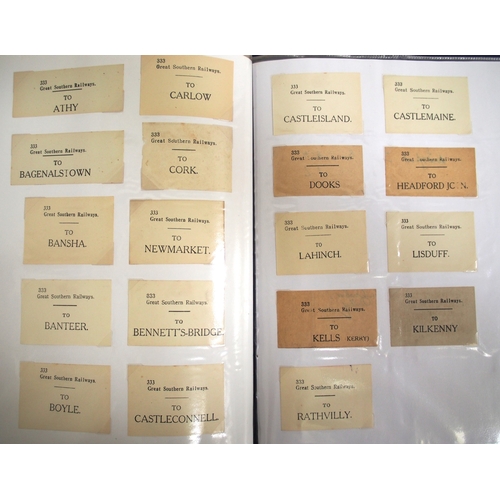 333
Great Southern Railways.
TO
ATHY
333
Great Southern Railways.
TO
CARLOW
333
Great Southern Railways.
TO
BAGENALSTOWN
333
Great Southern Railways.
TO
CORK.
333
Great Southern Railways.
TO
BANSHA.
333
Great Southern Railways.
TO
NEWMARKET.
333
Great Southern Railways.
TO
BANTEER.
333
Great Southern Railways.
TO
BENNETT'S-BRIDGE.
333
Great Southern Railways.
TO
BOYLE.
333
Great Southern Railways.
TO
CASTLECONNELL.
333
Great Southern Railways.
TO
CASTLEISLAND.
333
Great Southern Railways.
TO
CASTLEMAINE.
333
Great Southern Railways.
TO
DOOKS
333
Great Southern Railways.
TO
HEADFORD JCN.
333
Great Southern Railways.
TO
LAHINCH.
333
Great Southern Railways.
TO
LISDUFF.
333
Great Southern Railways.
TO
KELLS (KERRY)
333
Great Southern Railways.
TO
KILKENNY
333
Great Southern Railways.
TO
RATHVILLY.